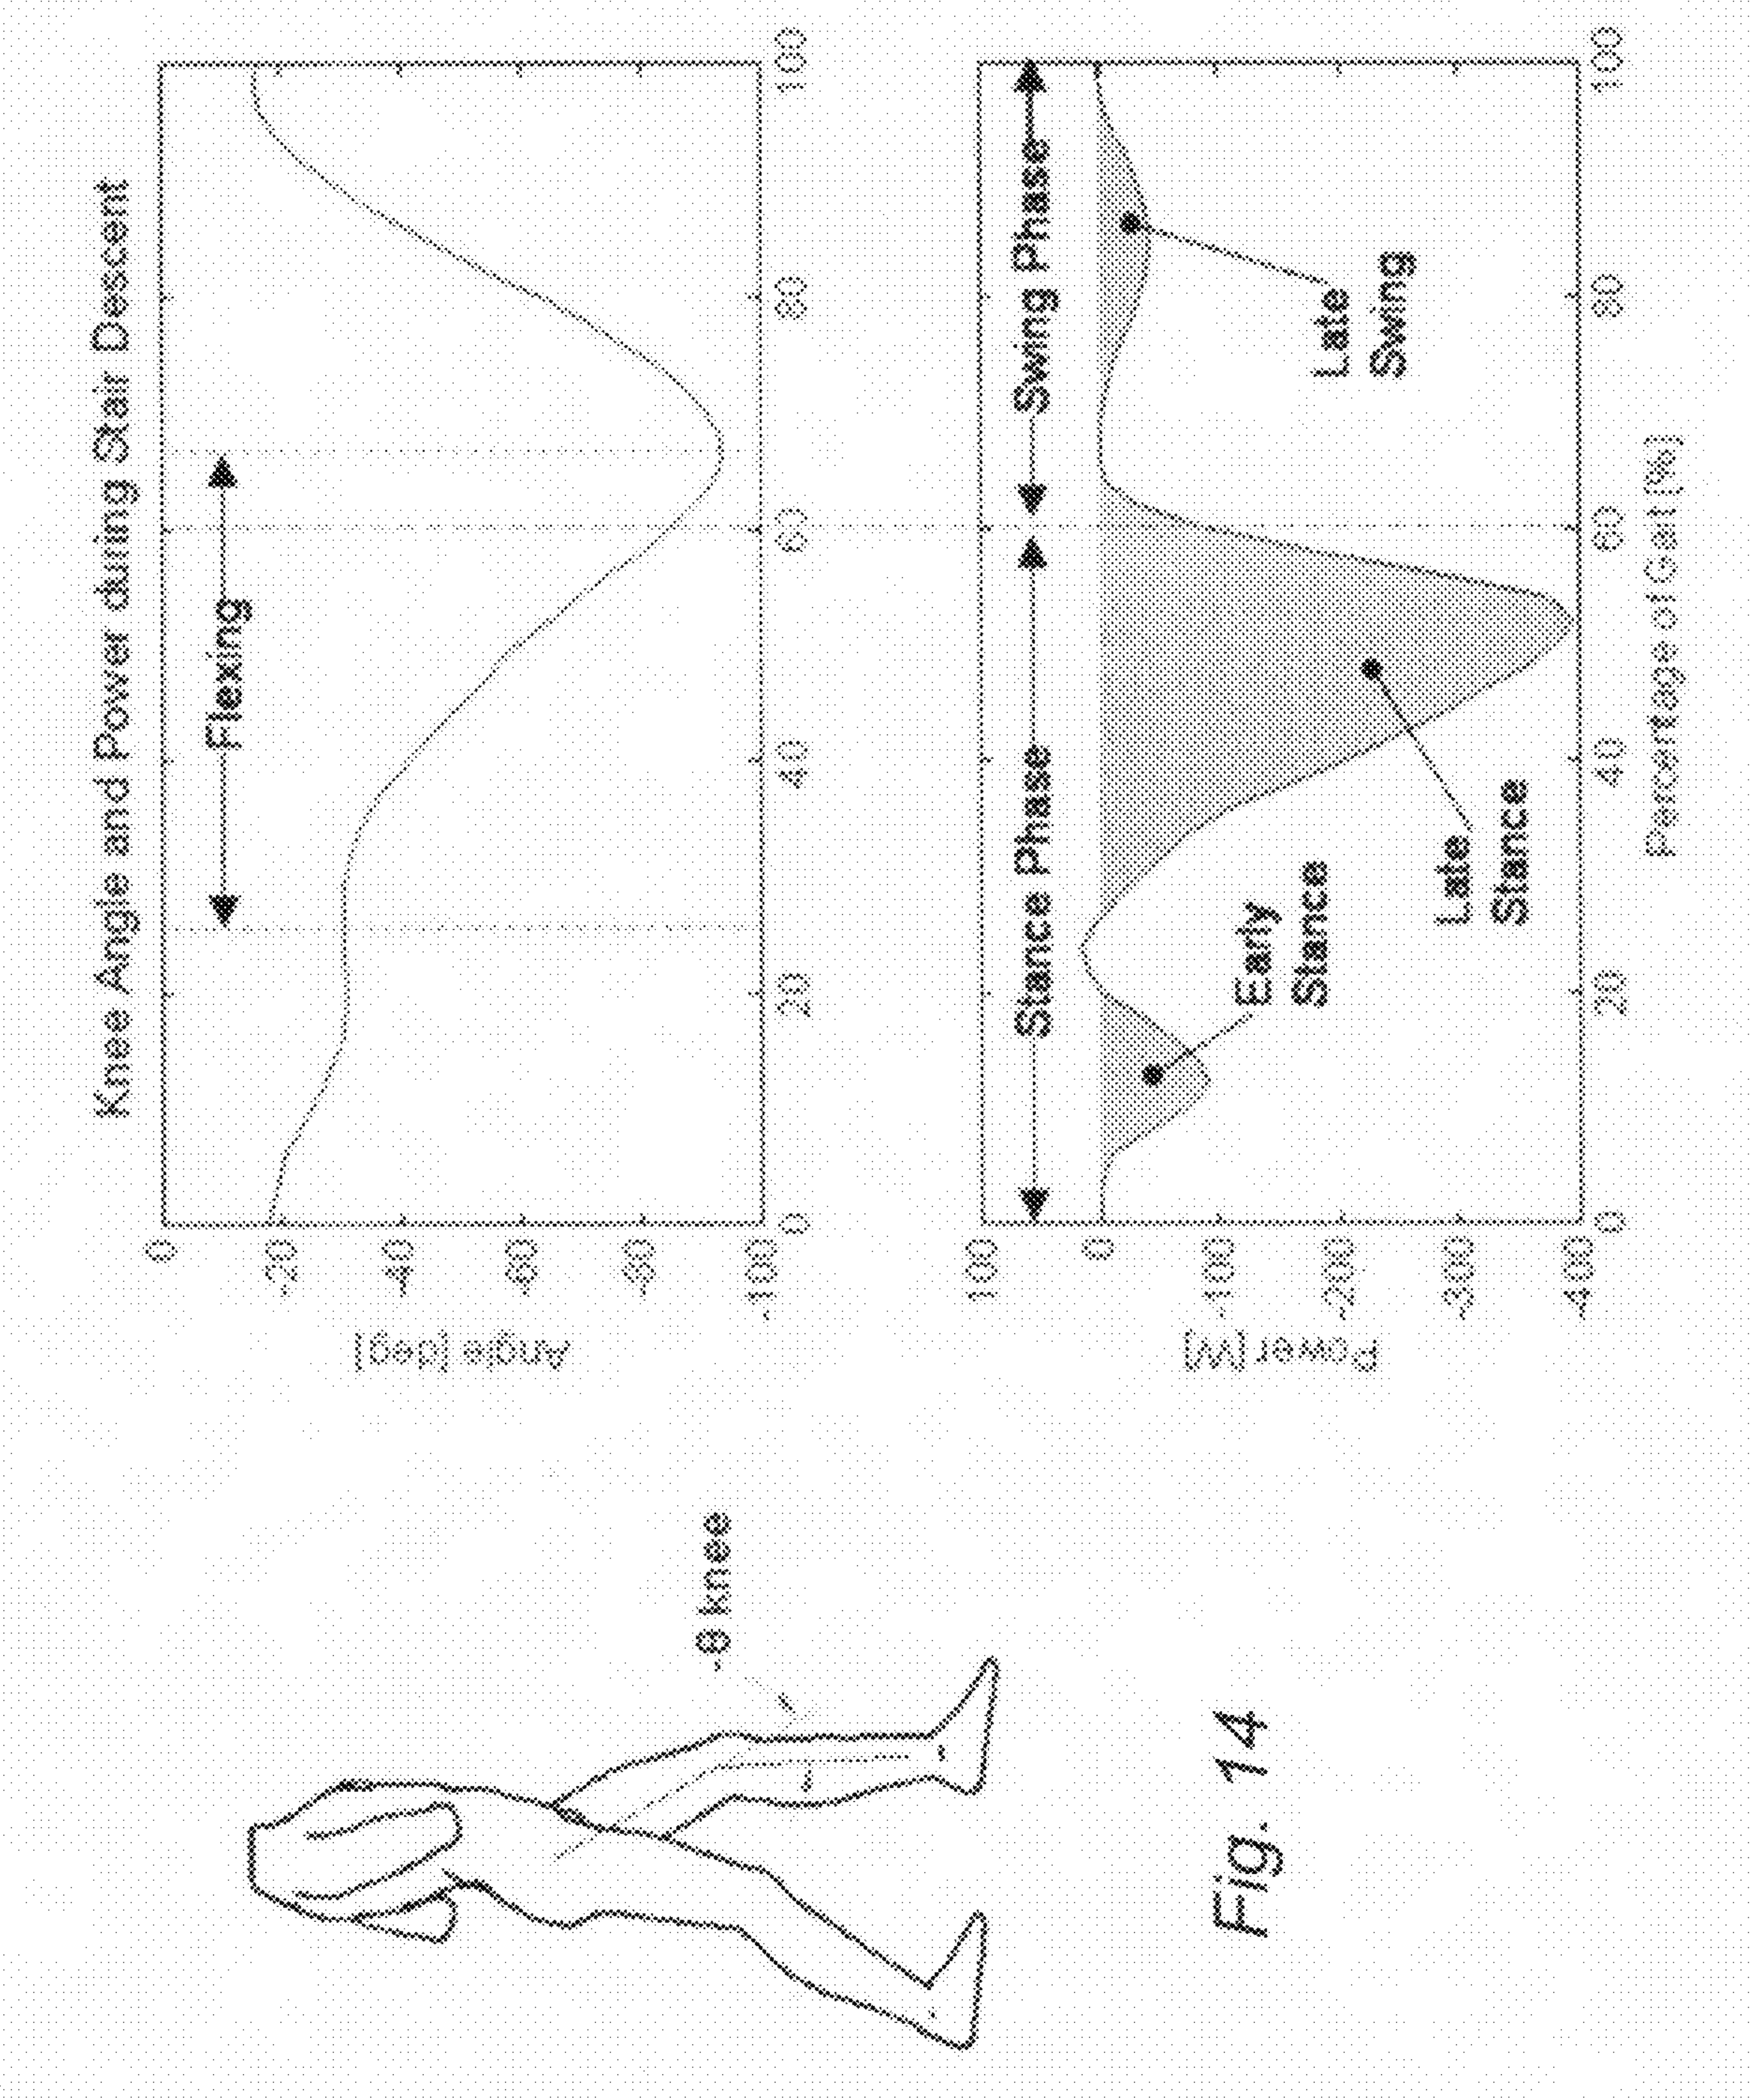 Knee Angle and Power during Stair Descent
Flexing
0
-20
-40
-60
-80
-100
Angle [deg]
0
20
40
60
80
100
Stance Phase
Swing Phase
100
0
-100
-200
-300
-400
Power [W]
Early
Stance
Late
Stance
Late
Swing
0
20
40
60
80
100
Percentage of Gait [%]
-θ knee
Fig. 14